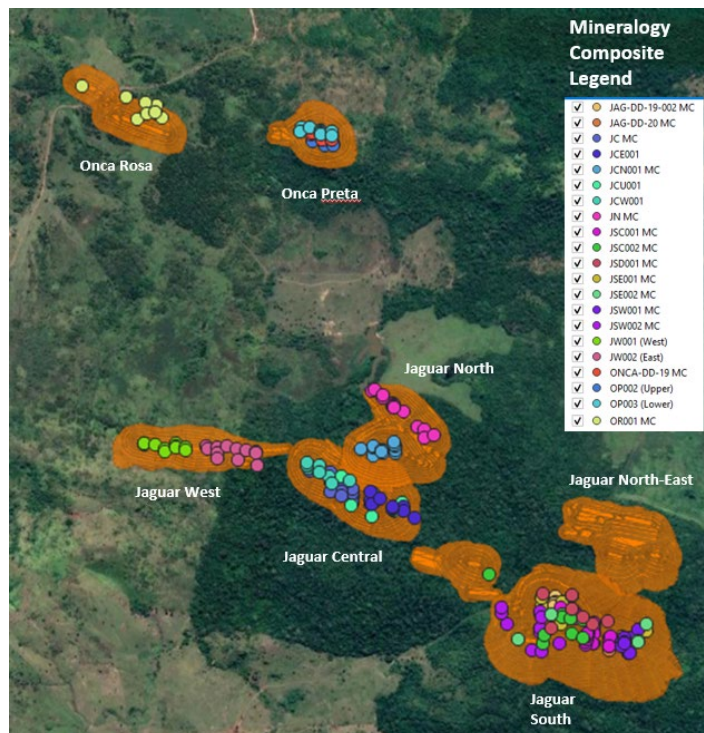 Mineralogy
Composite
Legend
JAG-DD-19-002 MC
JAG-DD-20 MC
JC MC
JCE001
JCN001 MC
JCU001
JCW001
JN MC
JSC001 MC
JSC002 MC
JSD001 MC
JSE001 MC
JSE002 MC
JSW001 MC
JSW002 MC
JW001 (West)
JW002 (East)
ONCA-DD-19 MC
OP002 (Upper)
OP003 (Lower)
OR001 MC
Onca Rosa
Onca Preta
Jaguar North
Jaguar West
Jaguar North-East
Jaguar Central
Jaguar
South